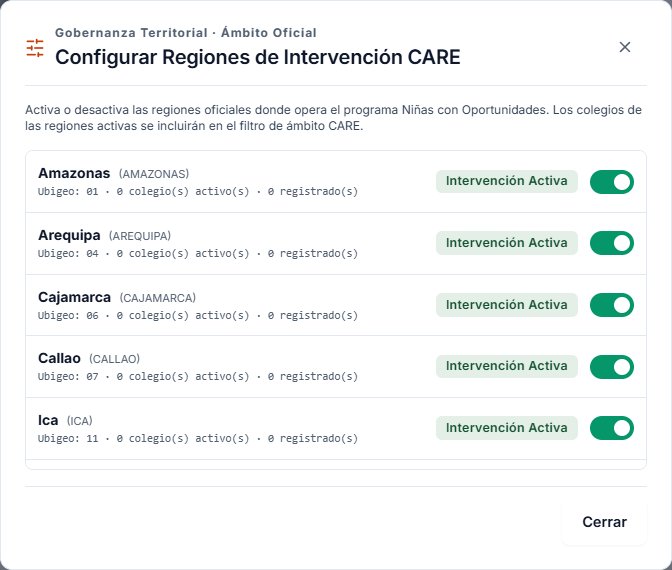 Gobernanza Territorial · Ámbito Oficial
Configurar Regiones de Intervención CARE
Activa o desactiva las regiones oficiales donde opera el programa Niñas con Oportunidades. Los colegios de
las regiones activas se incluirán en el filtro de ámbito CARE.
Amazonas (AMAZONAS)
Ubigeo: 01 · 0 colegio(s) activo(s) · 0 registrado(s)
Intervención Activa
Arequipa (AREQUIPA)
Ubigeo: 04 · 0 colegio(s) activo(s) · 0 registrado(s)
Intervención Activa
Cajamarca (CAJAMARCA)
Ubigeo: 06 · 0 colegio(s) activo(s) · 0 registrado(s)
Intervención Activa
Callao (CALLAO)
Ubigeo: 07 · 0 colegio(s) activo(s) · 0 registrado(s)
Intervención Activa
Ica (ICA)
Ubigeo: 11 · 0 colegio(s) activo(s) · 0 registrado(s)
Intervención Activa
Cerrar